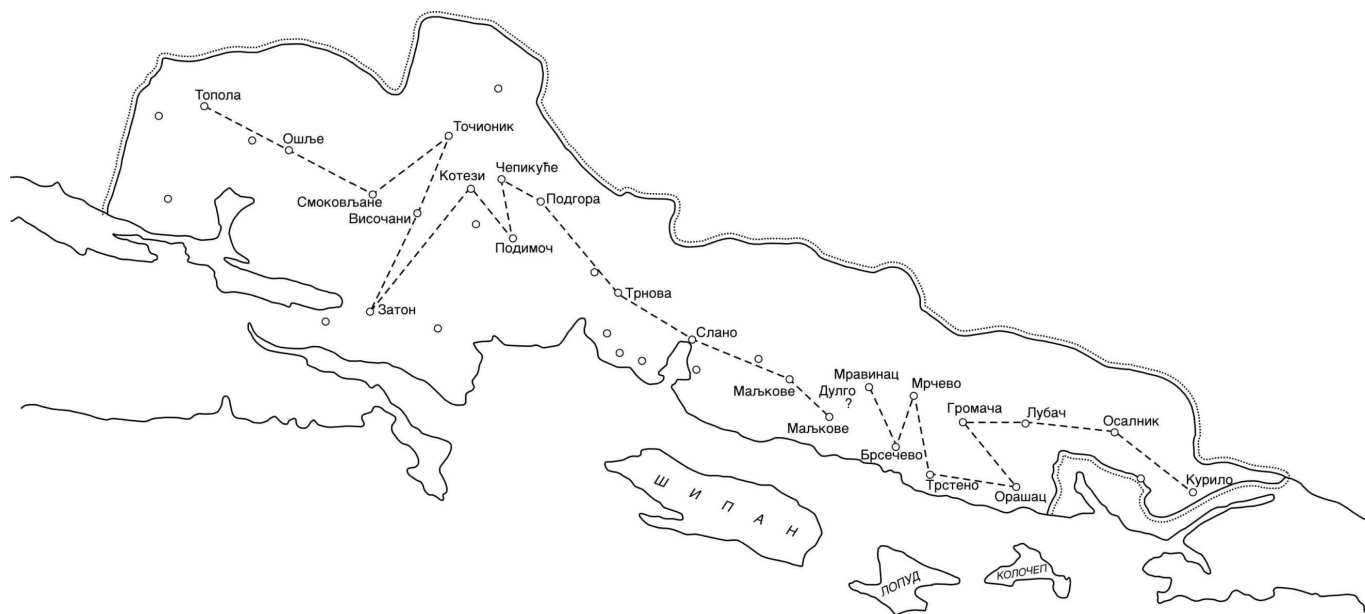 Топола
Ошље
Точионик
Чепикуће
Котези
Смоковљане
Височани
Подгора
Подимоч
Затон
Трнова
Слано
Маљкове
Маљкове
Мравинац
Дулго
?
Мрчево
Громача
Лубач
Осалник
Брсечево
Трстено
Орашац
Курило
ШИПАН
ЛОПУД
КОЛОЧЕП